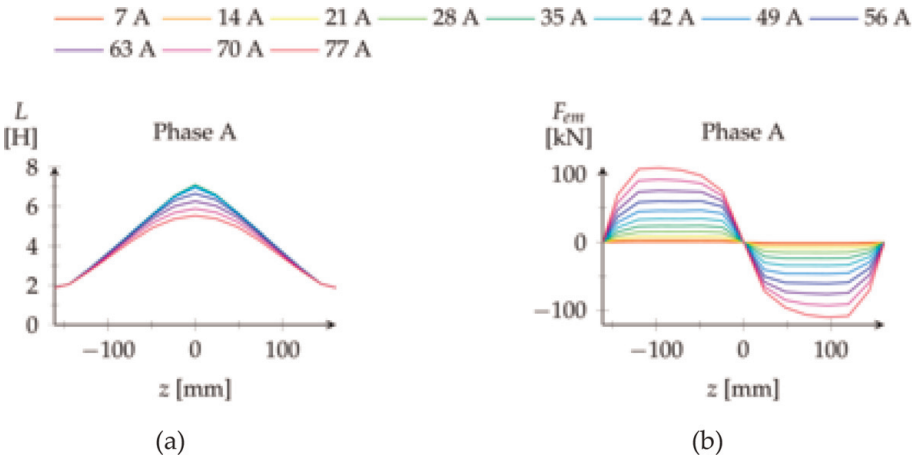 7 A 14 A 21 A 28 A 35 A 42 A 49 A 56 A
63 A 70 A 77 A
L
[H]
Phase A
8
6
4
2
0
−100 0 100
z [mm]
(a)
Fem
[kN]
Phase A
100
0
−100
−100 0 100
z [mm]
(b)